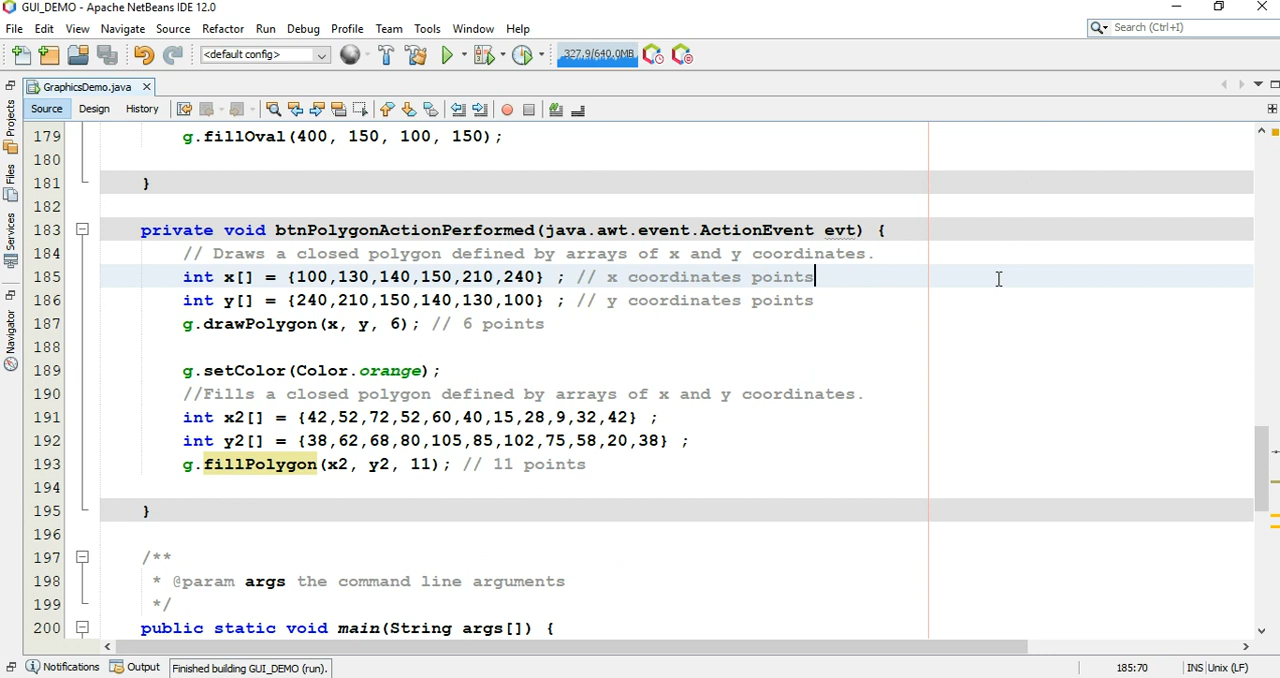 GUI_DEMO - Apache NetBeans IDE 12.0
File Edit View Navigate Source Refactor Run Debug Profile Team Tools Window Help
Search (Ctrl+I)
<default config>
327.9/640.0MB
GraphicsDemo.java
Source Design History
Projects
Files
Services
Navigator
179 g.fillOval(400, 150, 100, 150);
180
181 }
182
183 private void btnPolygonActionPerformed(java.awt.event.ActionEvent evt) {
184 // Draws a closed polygon defined by arrays of x and y coordinates.
185 int x[] = {100,130,140,150,210,240} ; // x coordinates points
186 int y[] = {240,210,150,140,130,100} ; // y coordinates points
187 g.drawPolygon(x, y, 6); // 6 points
188
189 g.setColor(Color.orange);
190 //Fills a closed polygon defined by arrays of x and y coordinates.
191 int x2[] = {42,52,72,52,60,40,15,28,9,32,42} ;
192 int y2[] = {38,62,68,80,105,85,102,75,58,20,38} ;
193 g.fillPolygon(x2, y2, 11); // 11 points
194
195 }
196
197 /**
198 * @param args the command line arguments
199 */
200 public static void main(String args[]) {
Notifications Output Finished building GUI_DEMO (run). 185:70 INS Unix (LF)